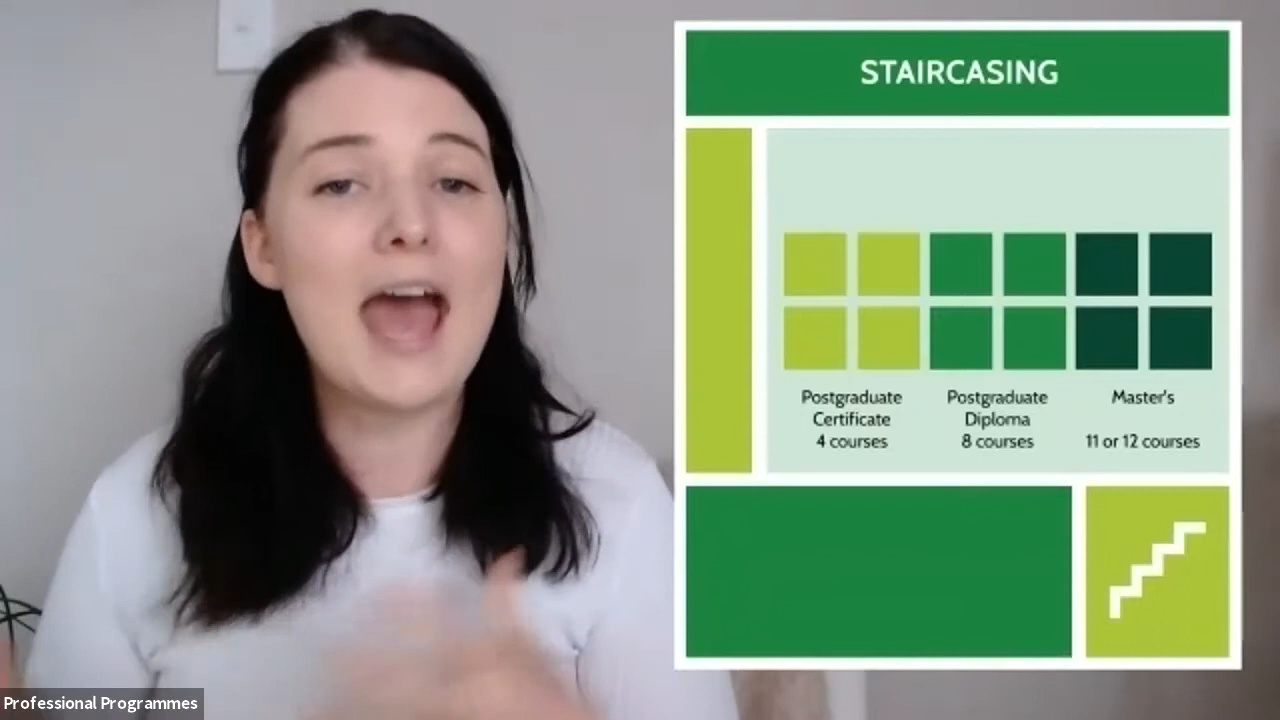 STAIRCASING
Postgraduate
Certificate
4 courses
Postgraduate
Diploma
8 courses
Master's
11 or 12 courses
Professional Programmes